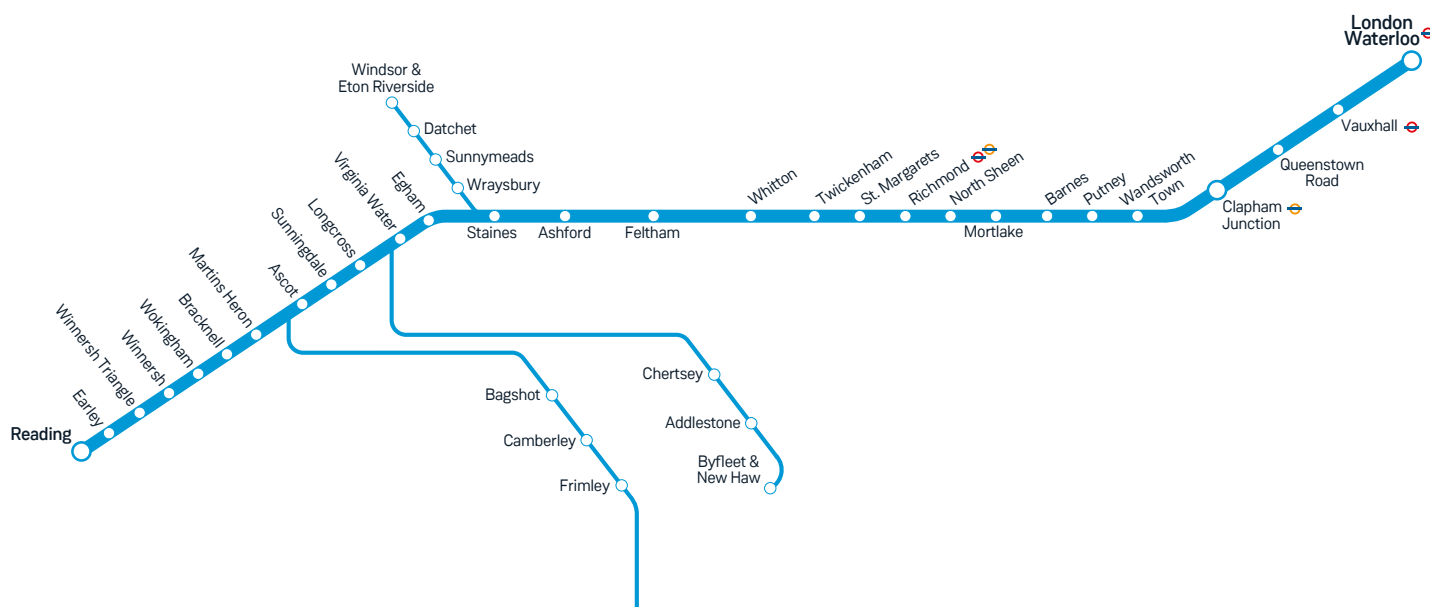 London
Waterloo
Vauxhall
Queenstown
Road
Clapham
Junction
Wandsworth
Town
Putney
Barnes
Mortlake
North Sheen
Richmond
St. Margarets
Twickenham
Whitton
Feltham
Ashford
Staines
Windsor &
Eton Riverside
Datchet
Sunnymeads
Wraysbury
Egham
Virginia Water
Longcross
Sunningdale
Ascot
Martins Heron
Bracknell
Wokingham
Winnersh
Winnersh Triangle
Earley
Reading
Bagshot
Camberley
Frimley
Chertsey
Addlestone
Byfleet &
New Haw